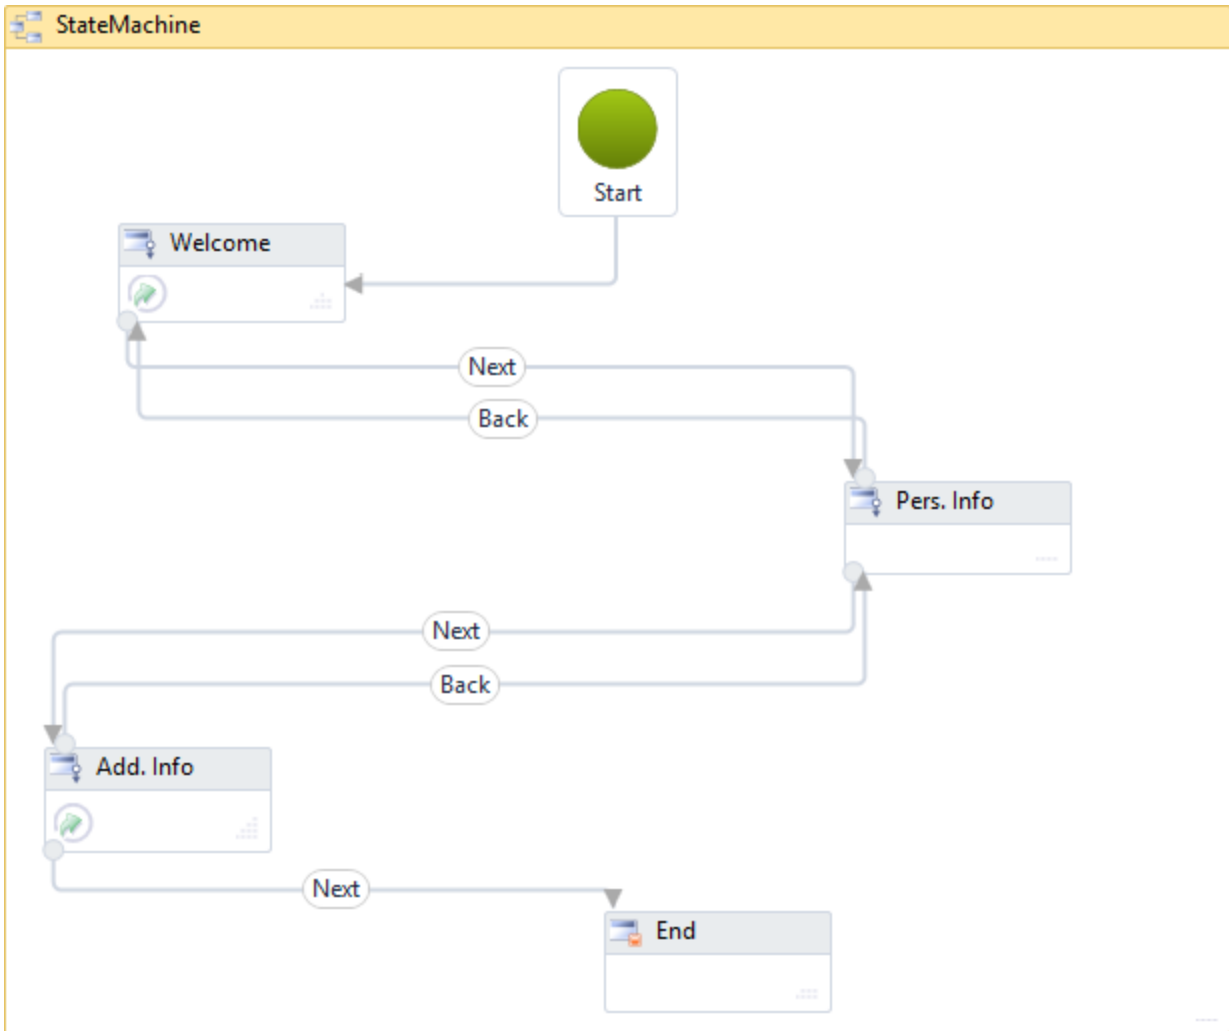 StateMachine
Start
Welcome
Next
Back
Pers. Info
Next
Back
Add. Info
Next
End